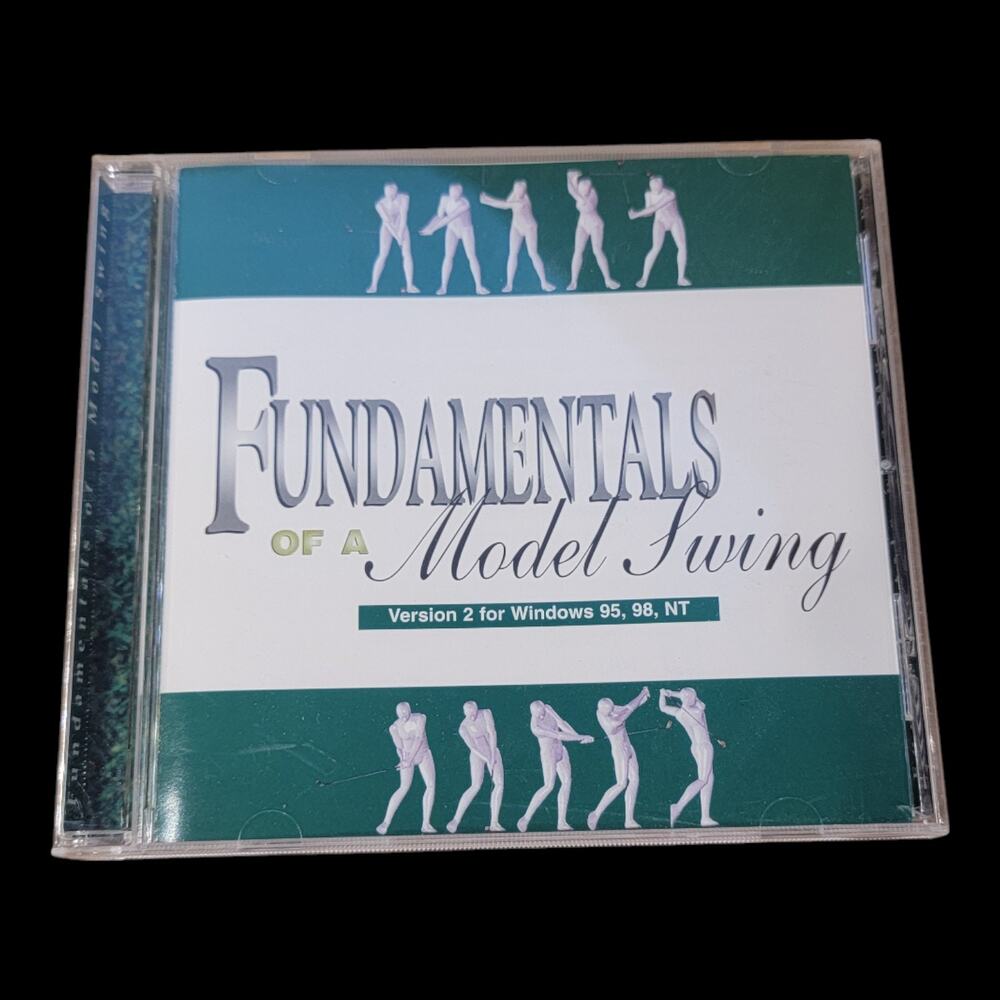 FUNDAMENTALS
OF A Model Swing
Version 2 for Windows 95, 98, NT
Fundamentals of a Model Swing